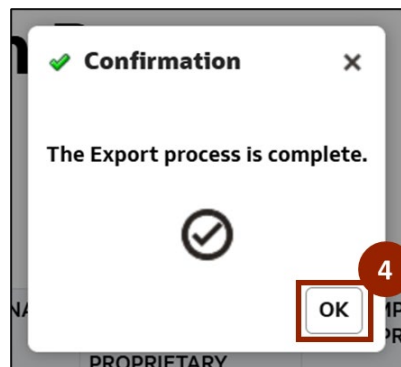 Confirmation
The Export process is complete.
4
OK
PROPRIETARY